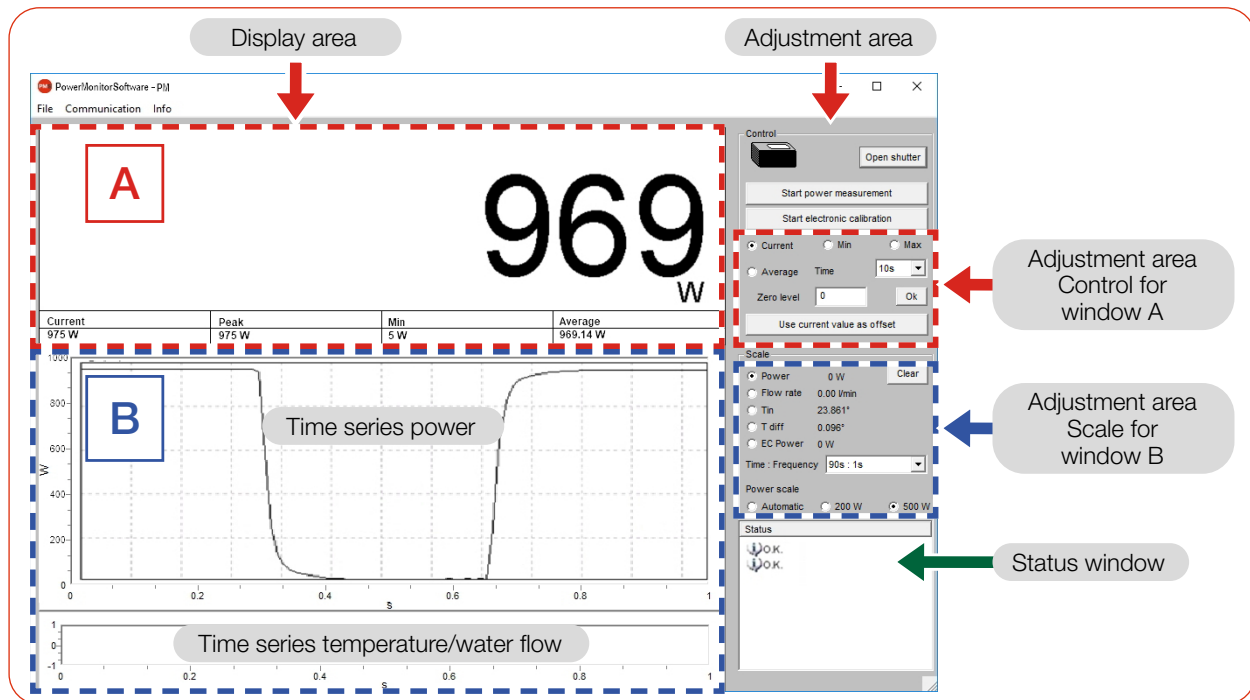 Display area
Adjustment area
PM PowerMonitorSoftware - PM
File Communication Info
A
969
W
Current Peak Min Average
975 W 975 W 5 W 969.14 W
Control
Open shutter
Start power measurement
Start electronic calibration
Current Min Max
Average Time 10s
Zero level 0 Ok
Use current value as offset
Adjustment area
Control for
window A
B
Time series power
1000
800
600
400
200
0
W
0 0.2 0.4 0.6 0.8 1
s
Time series temperature/water flow
1
0
-1
0 0.2 0.4 0.6 0.8 1
s
Scale
Power 0 W Clear
Flow rate 0.00 l/min
Tin 23.861°
T diff 0.096°
EC Power 0 W
Time : Frequency 90s : 1s
Power scale
Automatic 200 W 500 W
Adjustment area
Scale for
window B
Status
O.K.
O.K.
Status window